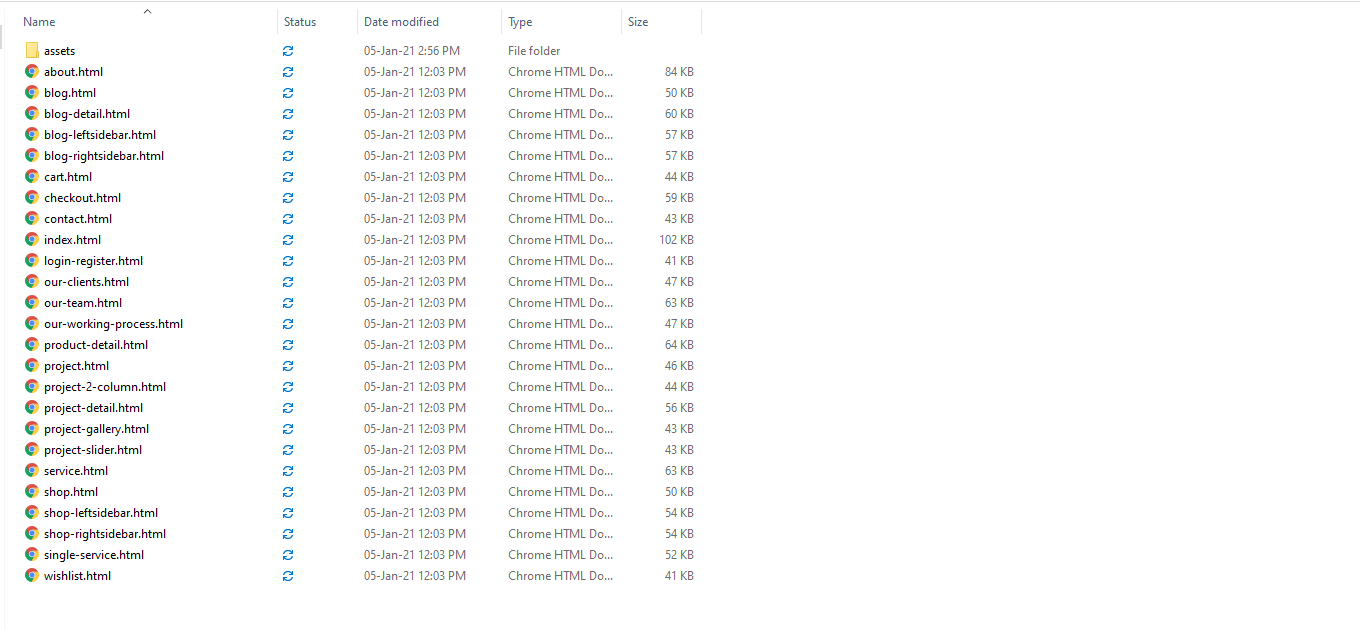 Name Status Date modified Type Size
assets 05-Jan-21 2:56 PM File folder
about.html 05-Jan-21 12:03 PM Chrome HTML Do... 84 KB
blog.html 05-Jan-21 12:03 PM Chrome HTML Do... 50 KB
blog-detail.html 05-Jan-21 12:03 PM Chrome HTML Do... 60 KB
blog-leftsidebar.html 05-Jan-21 12:03 PM Chrome HTML Do... 57 KB
blog-rightsidebar.html 05-Jan-21 12:03 PM Chrome HTML Do... 57 KB
cart.html 05-Jan-21 12:03 PM Chrome HTML Do... 44 KB
checkout.html 05-Jan-21 12:03 PM Chrome HTML Do... 59 KB
contact.html 05-Jan-21 12:03 PM Chrome HTML Do... 43 KB
index.html 05-Jan-21 12:03 PM Chrome HTML Do... 102 KB
login-register.html 05-Jan-21 12:03 PM Chrome HTML Do... 41 KB
our-clients.html 05-Jan-21 12:03 PM Chrome HTML Do... 47 KB
our-team.html 05-Jan-21 12:03 PM Chrome HTML Do... 63 KB
our-working-process.html 05-Jan-21 12:03 PM Chrome HTML Do... 47 KB
product-detail.html 05-Jan-21 12:03 PM Chrome HTML Do... 64 KB
project.html 05-Jan-21 12:03 PM Chrome HTML Do... 46 KB
project-2-column.html 05-Jan-21 12:03 PM Chrome HTML Do... 44 KB
project-detail.html 05-Jan-21 12:03 PM Chrome HTML Do... 56 KB
project-gallery.html 05-Jan-21 12:03 PM Chrome HTML Do... 43 KB
project-slider.html 05-Jan-21 12:03 PM Chrome HTML Do... 43 KB
service.html 05-Jan-21 12:03 PM Chrome HTML Do... 63 KB
shop.html 05-Jan-21 12:03 PM Chrome HTML Do... 50 KB
shop-leftsidebar.html 05-Jan-21 12:03 PM Chrome HTML Do... 54 KB
shop-rightsidebar.html 05-Jan-21 12:03 PM Chrome HTML Do... 54 KB
single-service.html 05-Jan-21 12:03 PM Chrome HTML Do... 52 KB
wishlist.html 05-Jan-21 12:03 PM Chrome HTML Do... 41 KB